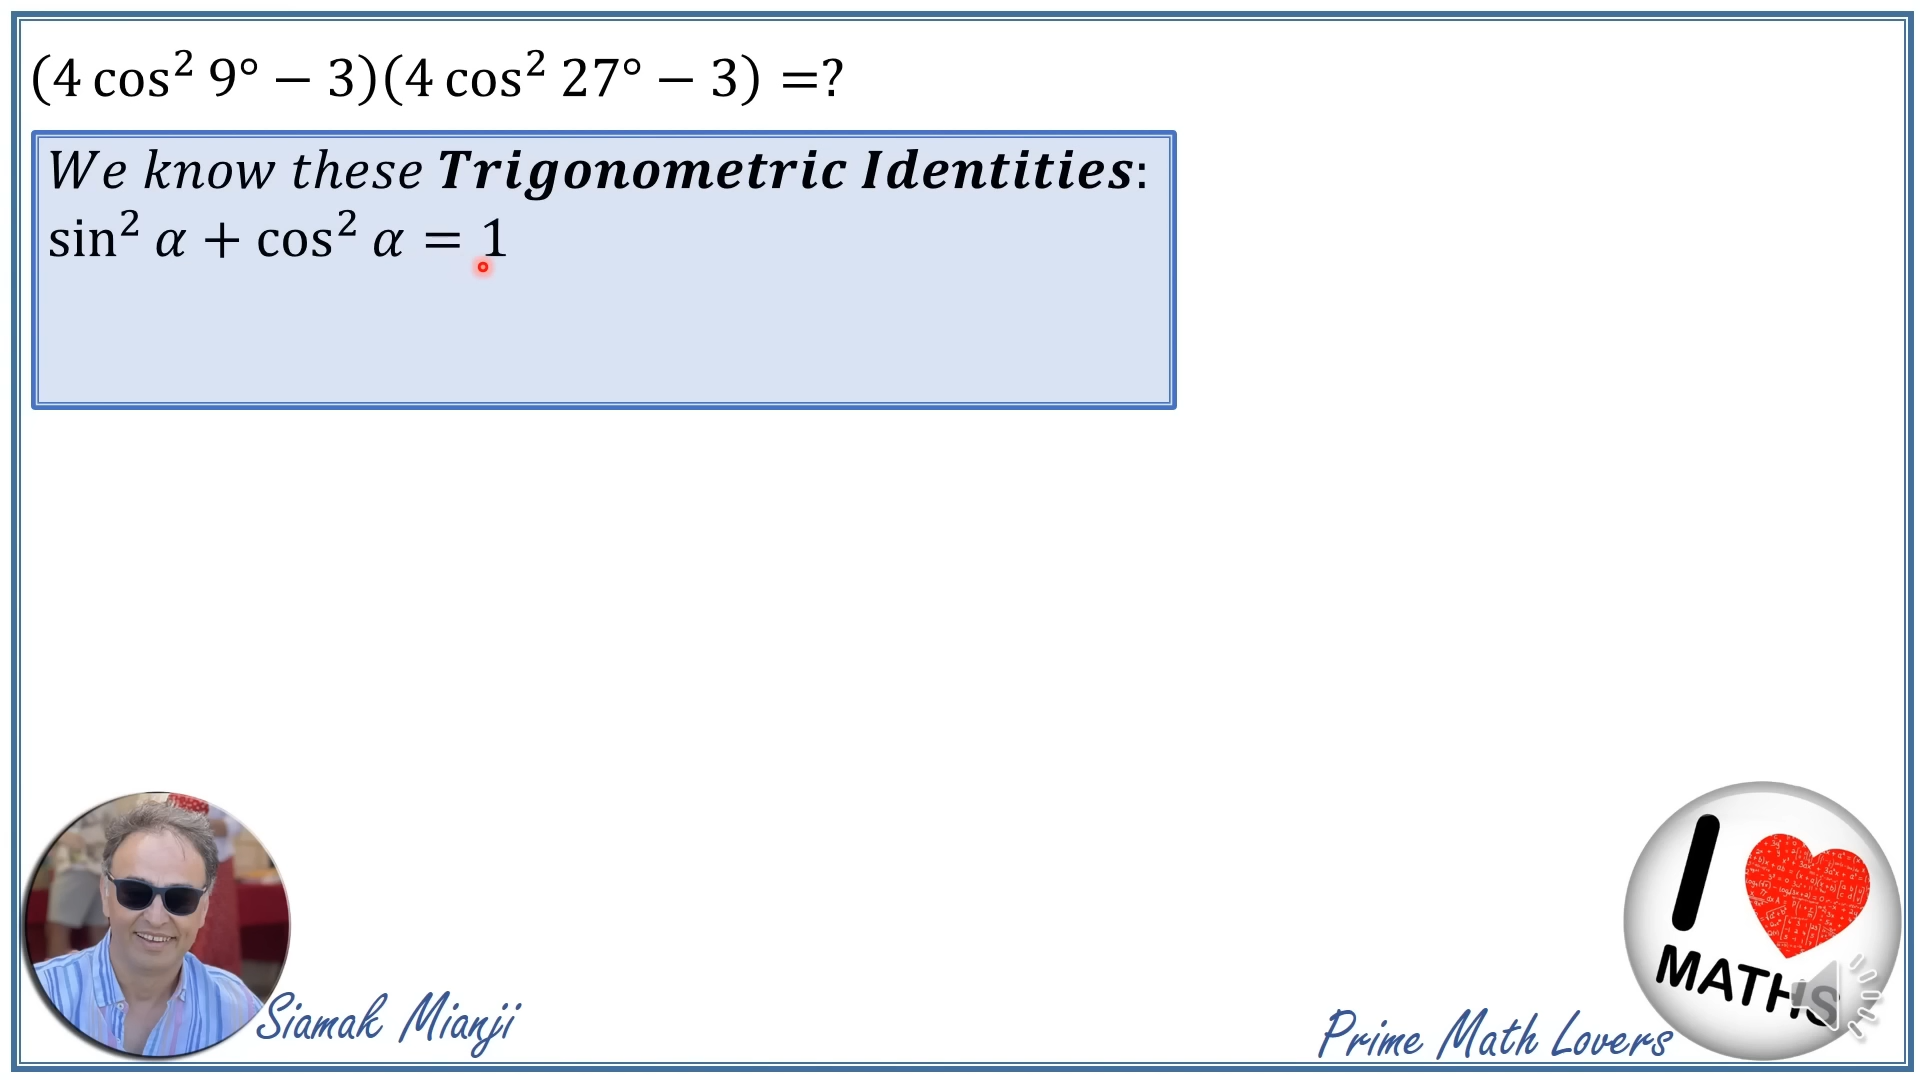 (4 cos² 9° − 3)(4 cos² 27° − 3) =?
We know these Trigonometric Identities:
sin² α + cos² α = 1
Siamak Mianji
Prime Math Lovers
I
MATHS